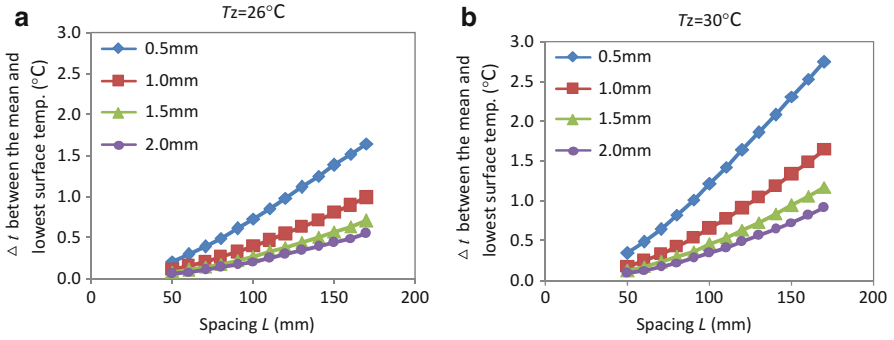 a
Tz=26°C
3.0
2.5
2.0
1.5
1.0
0.5
0.0
0
50
100
150
200
0.5mm
1.0mm
1.5mm
2.0mm
△ t between the mean and
lowest surface temp. (°C)
Spacing L (mm)
b
Tz=30°C
3.0
2.5
2.0
1.5
1.0
0.5
0.0
0
50
100
150
200
0.5mm
1.0mm
1.5mm
2.0mm
△ t between the mean and
lowest surface temp. (°C)
Spacing L (mm)